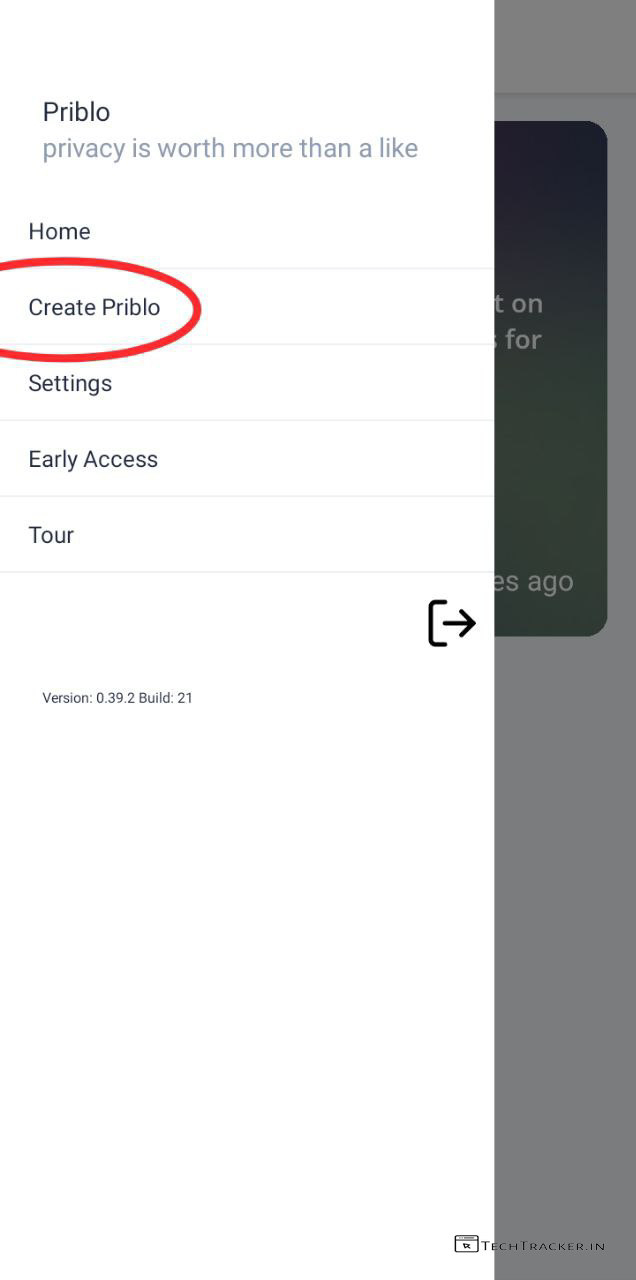 Priblo
privacy is worth more than a like
Home
Create Priblo
t on
s for
Settings
Early Access
Tour
es ago
Version: 0.39.2 Build: 21
TechTracker.in